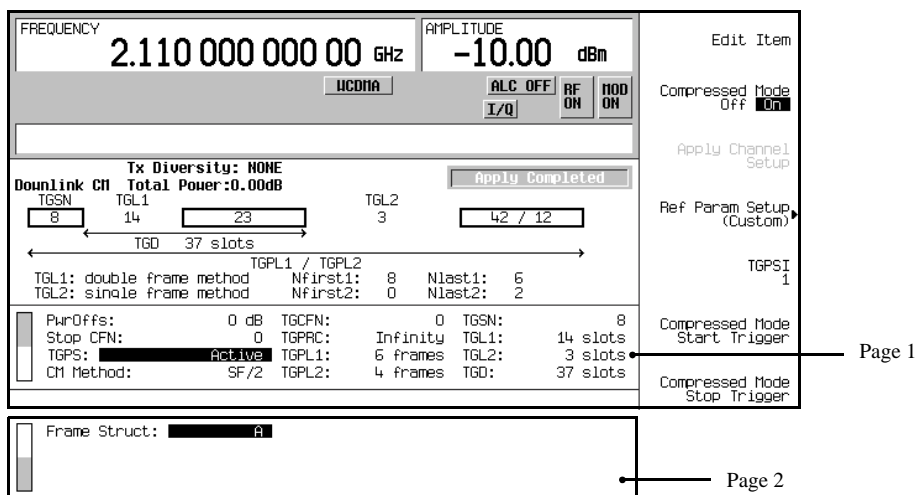 FREQUENCY
2.110 000 000 00 GHz
AMPLITUDE
-10.00 dBm
WCDMA
ALC OFF
I/Q
RF ON
MOD ON
Tx Diversity: NONE
Downlink CM Total Power:0.00dB
Apply Completed
TGSN TGL1 TGL2
8 14 23 3 42 / 12
TGD 37 slots
TGPL1 / TGPL2
TGL1: double frame method Nfirst1: 8 Nlast1: 6
TGL2: single frame method Nfirst2: 0 Nlast2: 2
PwrOffs: 0 dB TGCFN: 0 TGSN: 8
Stop CFN: 0 TGPRC: Infinity TGL1: 14 slots
TGPS: Active TGPL1: 6 frames TGL2: 3 slots
CM Method: SF/2 TGPL2: 4 frames TGD: 37 slots
Edit Item
Compressed Mode
Off On
Apply Channel
Setup
Ref Param Setup
(Custom)
TGPSI
1
Compressed Mode
Start Trigger
Compressed Mode
Stop Trigger
Page 1
Frame Struct: A
Page 2